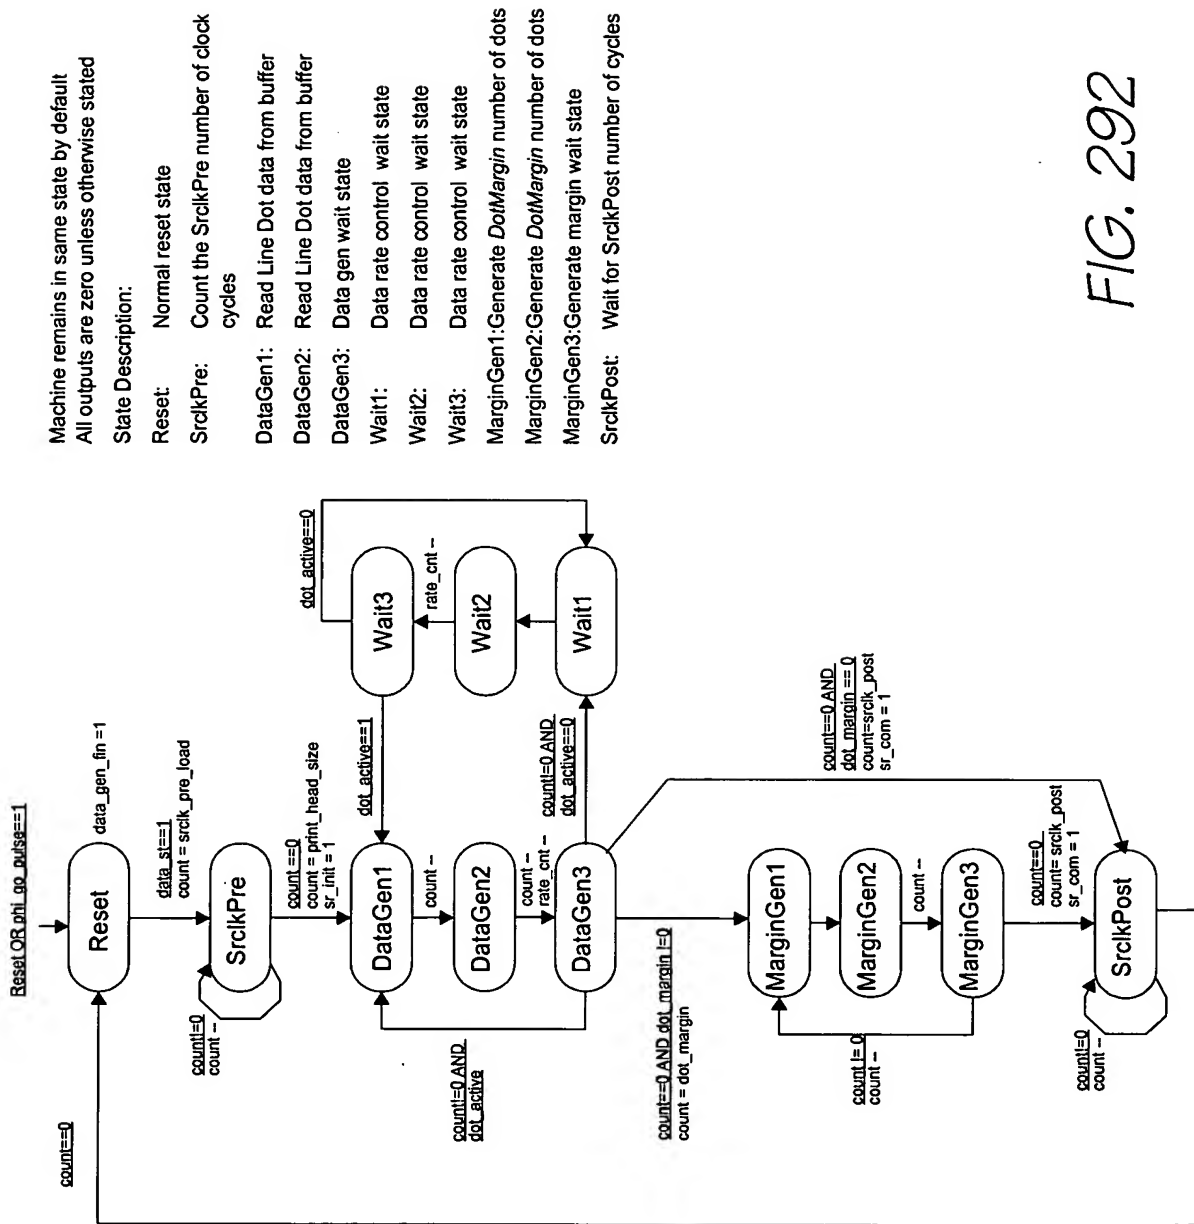 Reset OR phi_go_pulse==1
Reset
data_gen_fin =1
count==0
data_st==1
count = srclk_pre_load
SrclkPre
count!=0
count --
count ==0
count = print_head_size
sr_init = 1
DataGen1
count --
DataGen2
count --
rate_cnt --
DataGen3
count!=0 AND
dot_active
dot_active==1
count!=0 AND
dot_active==0
Wait3
rate_cnt --
Wait2
Wait1
dot_active==0
count==0 AND dot_margin !=0
count = dot_margin
count==0 AND
dot_margin == 0
count=srclk_post
sr_com = 1
MarginGen1
MarginGen2
count --
MarginGen3
count != 0
count --
count==0
count= srclk_post
sr_com = 1
SrclkPost
count!=0
count --
Machine remains in same state by default
All outputs are zero unless otherwise stated
State Description:
Reset: Normal reset state
SrclkPre: Count the SrclkPre number of clock
cycles
DataGen1: Read Line Dot data from buffer
DataGen2: Read Line Dot data from buffer
DataGen3: Data gen wait state
Wait1: Data rate control wait state
Wait2: Data rate control wait state
Wait3: Data rate control wait state
MarginGen1:Generate DotMargin number of dots
MarginGen2:Generate DotMargin number of dots
MarginGen3:Generate margin wait state
SrclkPost: Wait for SrclkPost number of cycles
FIG. 292